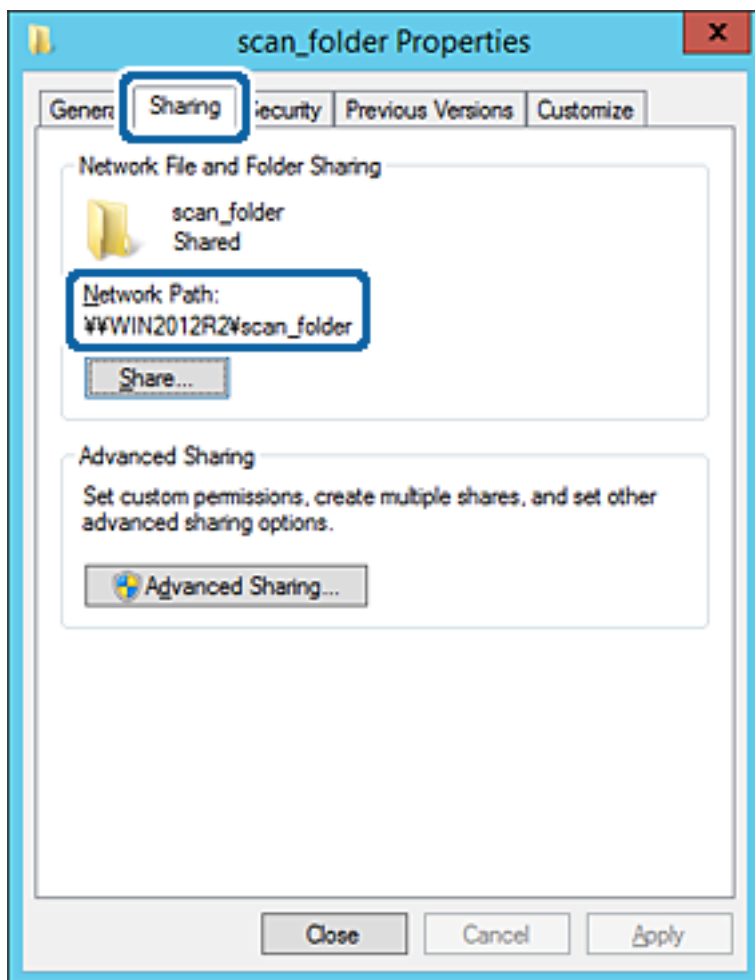 scan_folder Properties
x
Genera Sharing ecurity Previous Versions Customize
Network File and Folder Sharing
scan_folder
Shared
Network Path:
¥¥WIN2012R2¥scan_folder
Share...
Advanced Sharing
Set custom permissions, create multiple shares, and set other
advanced sharing options.
Advanced Sharing...
Close Cancel Apply